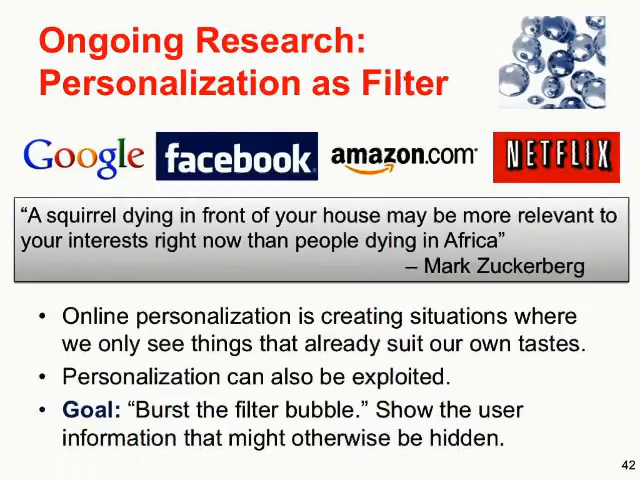 Ongoing Research:
Personalization as Filter
Google facebook. amazon.com NETFLIX
“A squirrel dying in front of your house may be more relevant to
your interests right now than people dying in Africa”
– Mark Zuckerberg
• Online personalization is creating situations where
we only see things that already suit our own tastes.
• Personalization can also be exploited.
• Goal: “Burst the filter bubble.” Show the user
information that might otherwise be hidden.
42